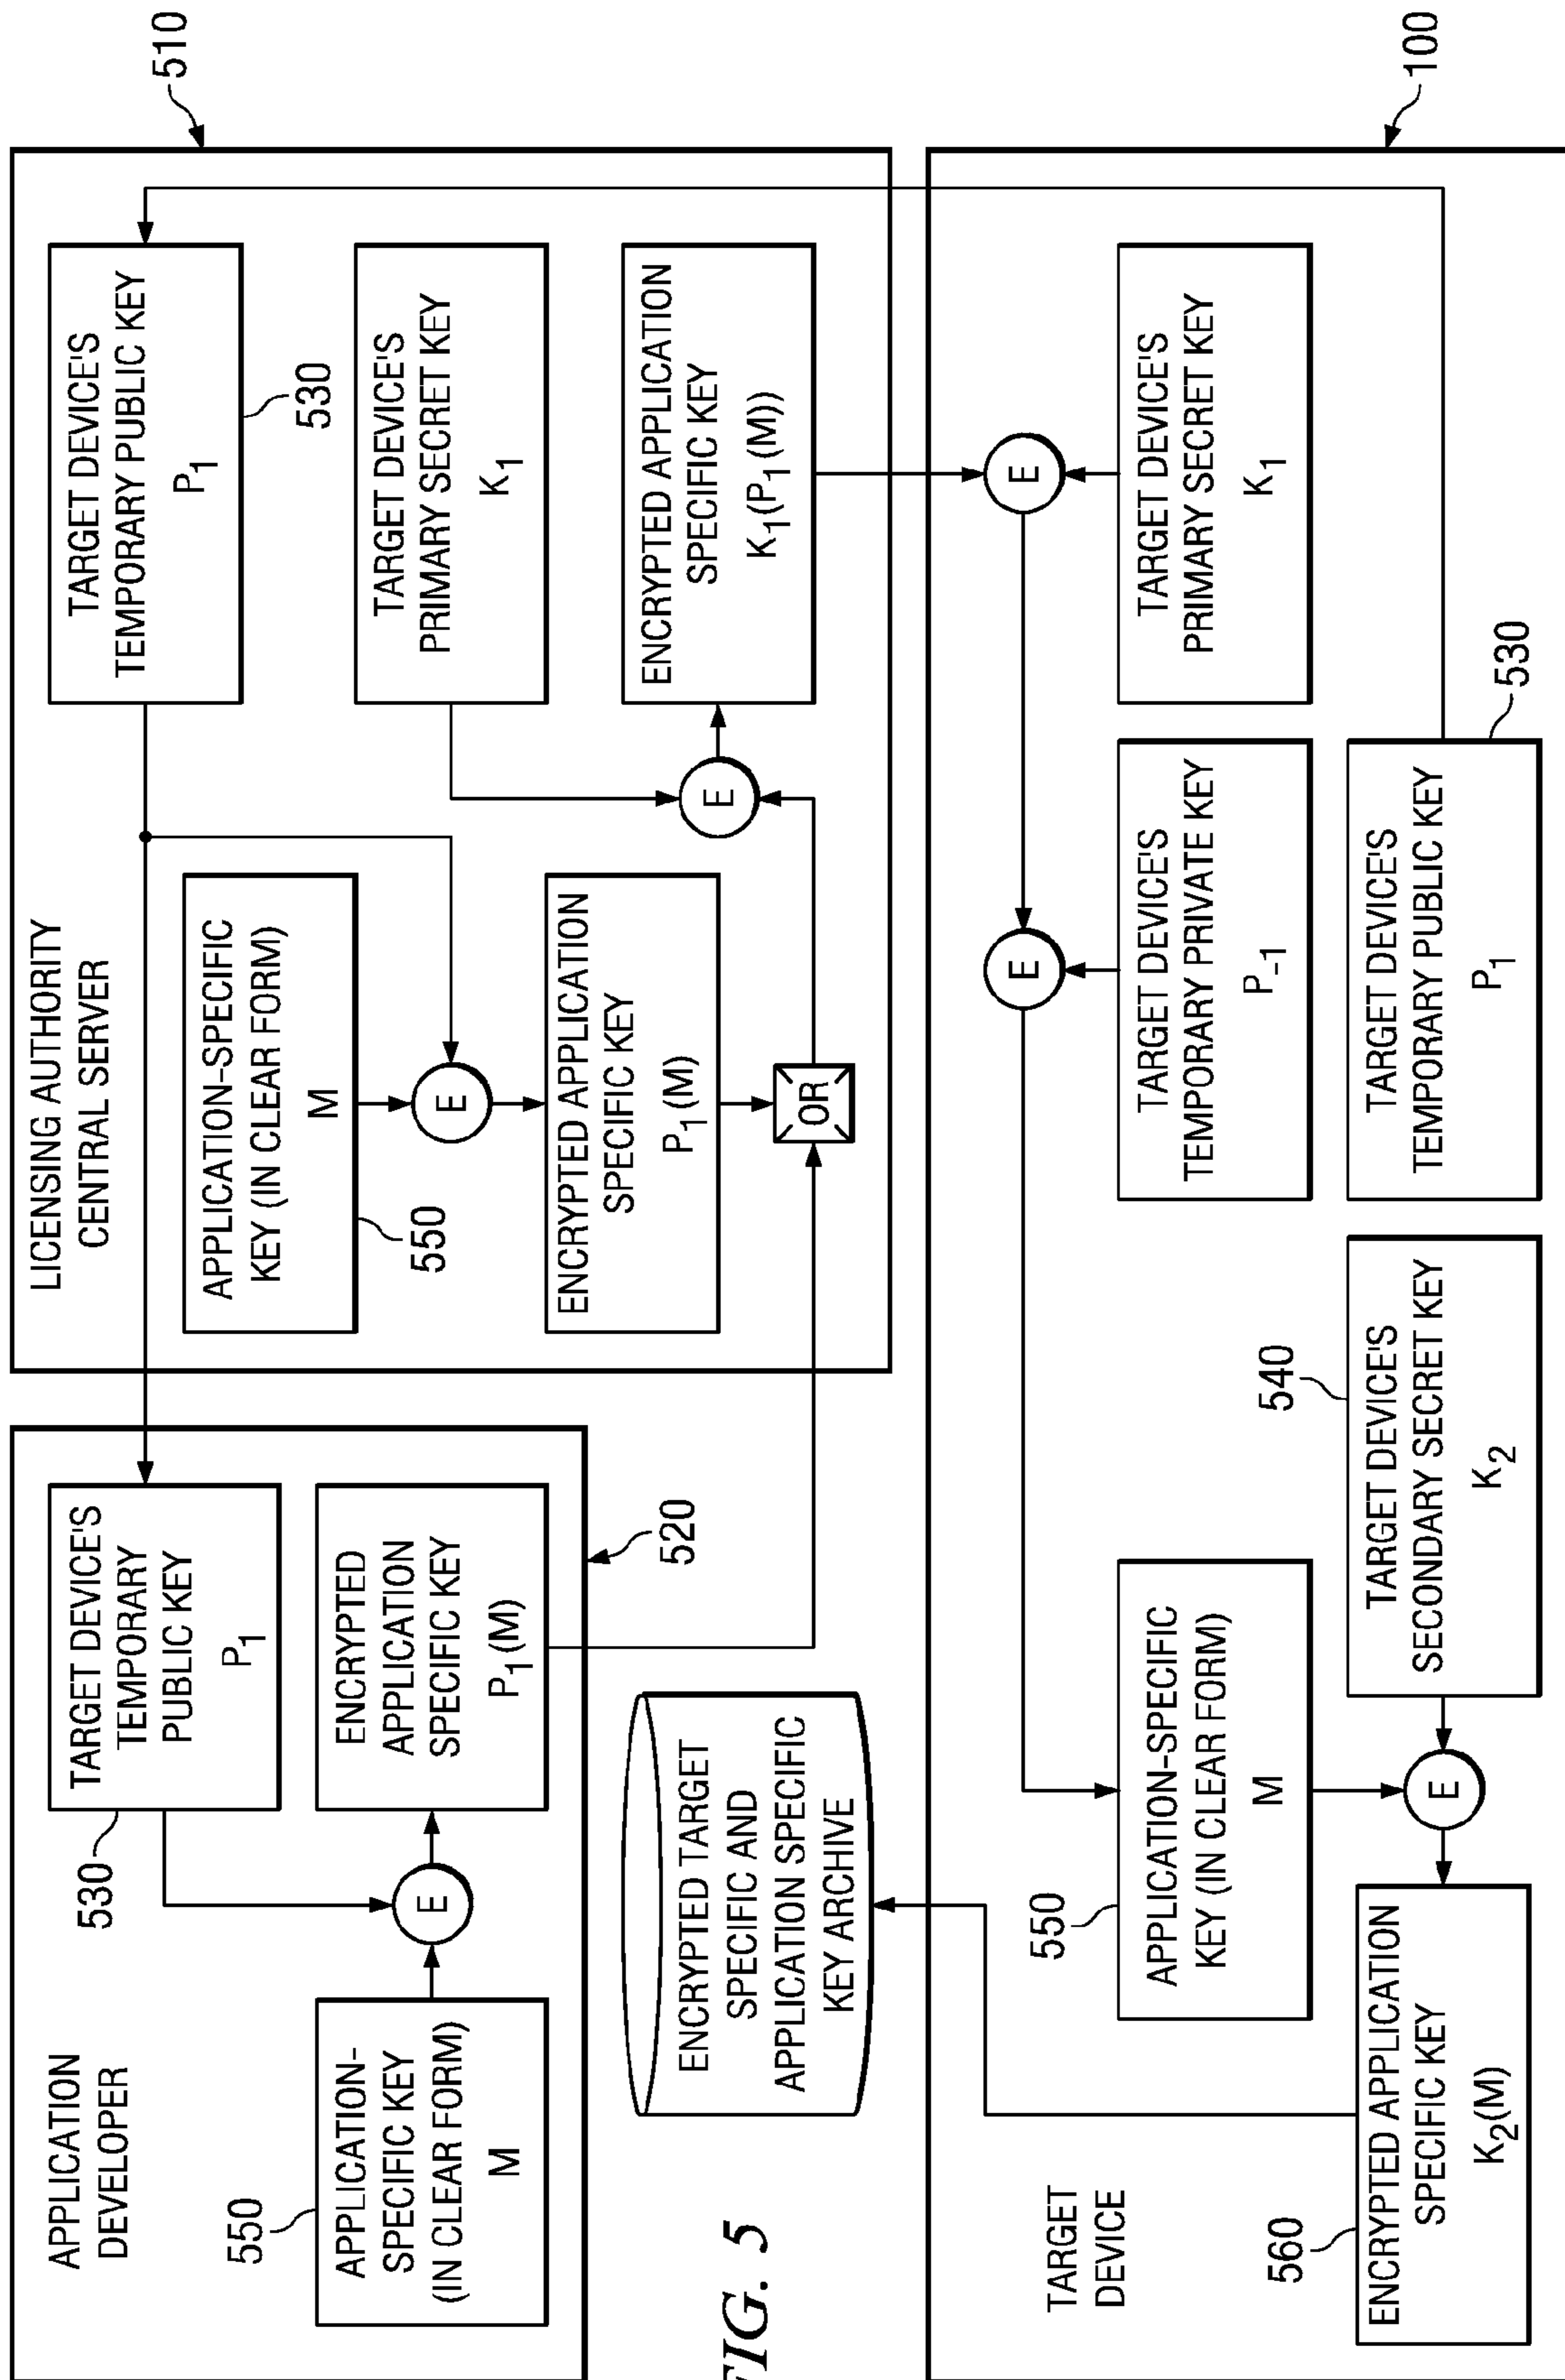 APPLICATION
DEVELOPER
550
APPLICATION-
SPECIFIC KEY
(IN CLEAR FORM)
M
E
530
TARGET DEVICE'S
TEMPORARY
PUBLIC KEY
P1
ENCRYPTED
APPLICATION
SPECIFIC KEY
P1(M)
520
LICENSING AUTHORITY
CENTRAL SERVER
510
APPLICATION-SPECIFIC
KEY (IN CLEAR FORM)
M
550
E
ENCRYPTED APPLICATION
SPECIFIC KEY
P1(M)
OR
TARGET DEVICE'S
TEMPORARY PUBLIC KEY
P1
530
TARGET DEVICE'S
PRIMARY SECRET KEY
K1
E
ENCRYPTED APPLICATION
SPECIFIC KEY
K1(P1(M))
FIG. 5
ENCRYPTED TARGET
SPECIFIC AND
APPLICATION SPECIFIC
KEY ARCHIVE
TARGET
DEVICE
100
560
ENCRYPTED APPLICATION
SPECIFIC KEY
K2(M)
550
APPLICATION-SPECIFIC
KEY (IN CLEAR FORM)
M
E
540
TARGET DEVICE'S
SECONDARY SECRET KEY
K2
E
TARGET DEVICE'S
TEMPORARY PRIVATE KEY
P-1
TARGET DEVICE'S
TEMPORARY PUBLIC KEY
P1
530
E
TARGET DEVICE'S
PRIMARY SECRET KEY
K1